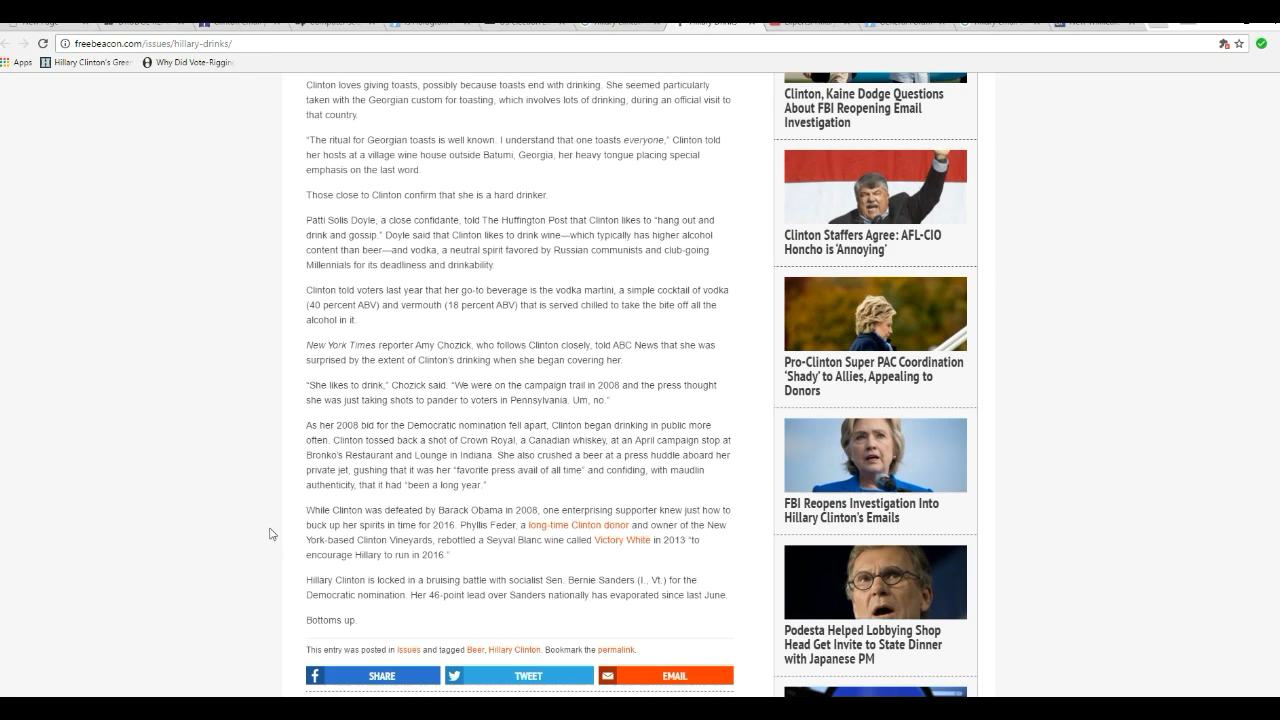 freebeacon.com/issues/hillary-drinks/
Apps
Hillary Clinton's Gree
Why Did Vote-Riggin
Clinton loves giving toasts, possibly because toasts end with drinking. She seemed particularly
taken with the Georgian custom for toasting, which involves lots of drinking, during an official visit to
that country.
“The ritual for Georgian toasts is well known. I understand that one toasts everyone,” Clinton told
her hosts at a village wine house outside Batumi, Georgia, her heavy tongue placing special
emphasis on the last word.
Those close to Clinton confirm that she is a hard drinker.
Patti Solis Doyle, a close confidante, told The Huffington Post that Clinton likes to “hang out and
drink and gossip.” Doyle said that Clinton likes to drink wine—which typically has higher alcohol
content than beer—and vodka, a neutral spirit favored by Russian communists and club-going
Millennials for its deadliness and drinkability.
Clinton told voters last year that her go-to beverage is the vodka martini, a simple cocktail of vodka
(40 percent ABV) and vermouth (18 percent ABV) that is served chilled to take the bite off all the
alcohol in it.
New York Times reporter Amy Chozick, who follows Clinton closely, told ABC News that she was
surprised by the extent of Clinton's drinking when she began covering her.
“She likes to drink,” Chozick said. “We were on the campaign trail in 2008 and the press thought
she was just taking shots to pander to voters in Pennsylvania. Um, no.”
As her 2008 bid for the Democratic nomination fell apart, Clinton began drinking in public more
often. Clinton tossed back a shot of Crown Royal, a Canadian whiskey, at an April campaign stop at
Bronko's Restaurant and Lounge in Indiana. She also crushed a beer at a press huddle aboard her
private jet, gushing that it was her “favorite press avail of all time” and confiding, with maudlin
authenticity, that it had “been a long year.”
While Clinton was defeated by Barack Obama in 2008, one enterprising supporter knew just how to
buck up her spirits in time for 2016. Phyllis Feder, a long-time Clinton donor and owner of the New
York-based Clinton Vineyards, rebottled a Seyval Blanc wine called Victory White in 2013 “to
encourage Hillary to run in 2016.”
Hillary Clinton is locked in a bruising battle with socialist Sen. Bernie Sanders (I., Vt.) for the
Democratic nomination. Her 46-point lead over Sanders nationally has evaporated since last June.
Bottoms up.
This entry was posted in Issues and tagged Beer, Hillary Clinton. Bookmark the permalink.
SHARE
TWEET
EMAIL
Clinton, Kaine Dodge Questions
About FBI Reopening Email
Investigation
Clinton Staffers Agree: AFL-CIO
Honcho is ‘Annoying’
Pro-Clinton Super PAC Coordination
‘Shady’ to Allies, Appealing to
Donors
FBI Reopens Investigation Into
Hillary Clinton's Emails
Podesta Helped Lobbying Shop
Head Get Invite to State Dinner
with Japanese PM